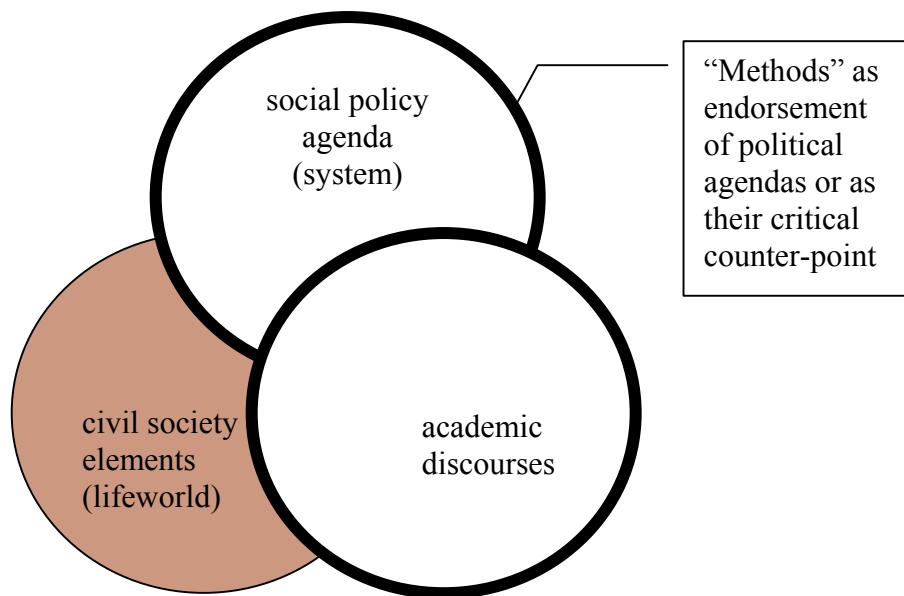 social policy
agenda
(system)
“Methods” as
endorsement
of political
agendas or as
their critical
counter-point
civil society
elements
(lifeworld)
academic
discourses